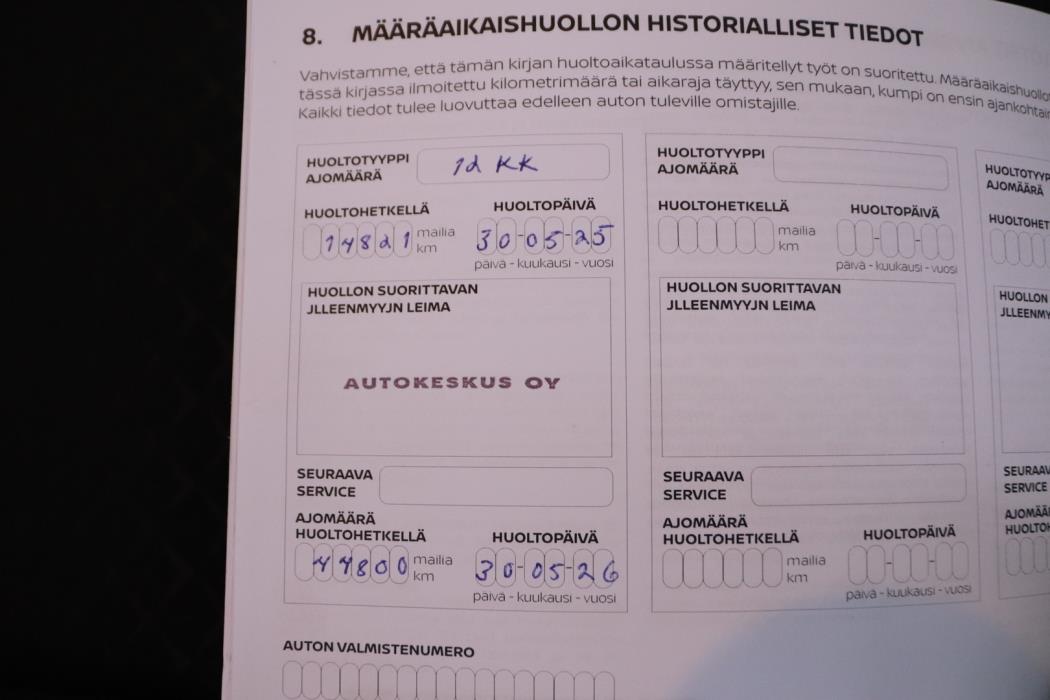 8. MÄÄRÄAIKAISHUOLLON HISTORIALLISET TIEDOT
Vahvistamme, että tämän kirjan huoltoaikataulussa määritellyt työt on suoritettu. Määräaikaishuollo
tässä kirjassa ilmoitettu kilometrimäärä tai aikaraja täyttyy, sen mukaan, kumpi on ensin ajankohtain
Kaikki tiedot tulee luovuttaa edelleen auton tuleville omistajille.
HUOLTOTYYPPI
AJOMÄÄRÄ
12 KK
HUOLTOHETKELLÄ
HUOLTOPÄIVÄ
14821 mailia
km
30-05-25
päivä - kuukausi - vuosi
HUOLLON SUORITTAVAN
JLLEENMYYJN LEIMA
AUTOKESKUS OY
SEURAAVA
SERVICE
AJOMÄÄRÄ
HUOLTOHETKELLÄ
HUOLTOPÄIVÄ
44800 mailia
km
30-05-26
päivä - kuukausi - vuosi
HUOLTOTYYPPI
AJOMÄÄRÄ
HUOLTOHETKELLÄ
HUOLTOPÄIVÄ
mailia
km
päivä - kuukausi - vuosi
HUOLLON SUORITTAVAN
JLLEENMYYJN LEIMA
SEURAAVA
SERVICE
AJOMÄÄRÄ
HUOLTOHETKELLÄ
HUOLTOPÄIVÄ
mailia
km
päivä - kuukausi - vuosi
HUOLTOTYYP
AJOMÄÄRÄ
HUOLTOHET
HUOLLON
JLLEENMY
SEURAAV
SERVICE
AJOMÄÄ
HUOLTO
AUTON VALMISTENUMERO